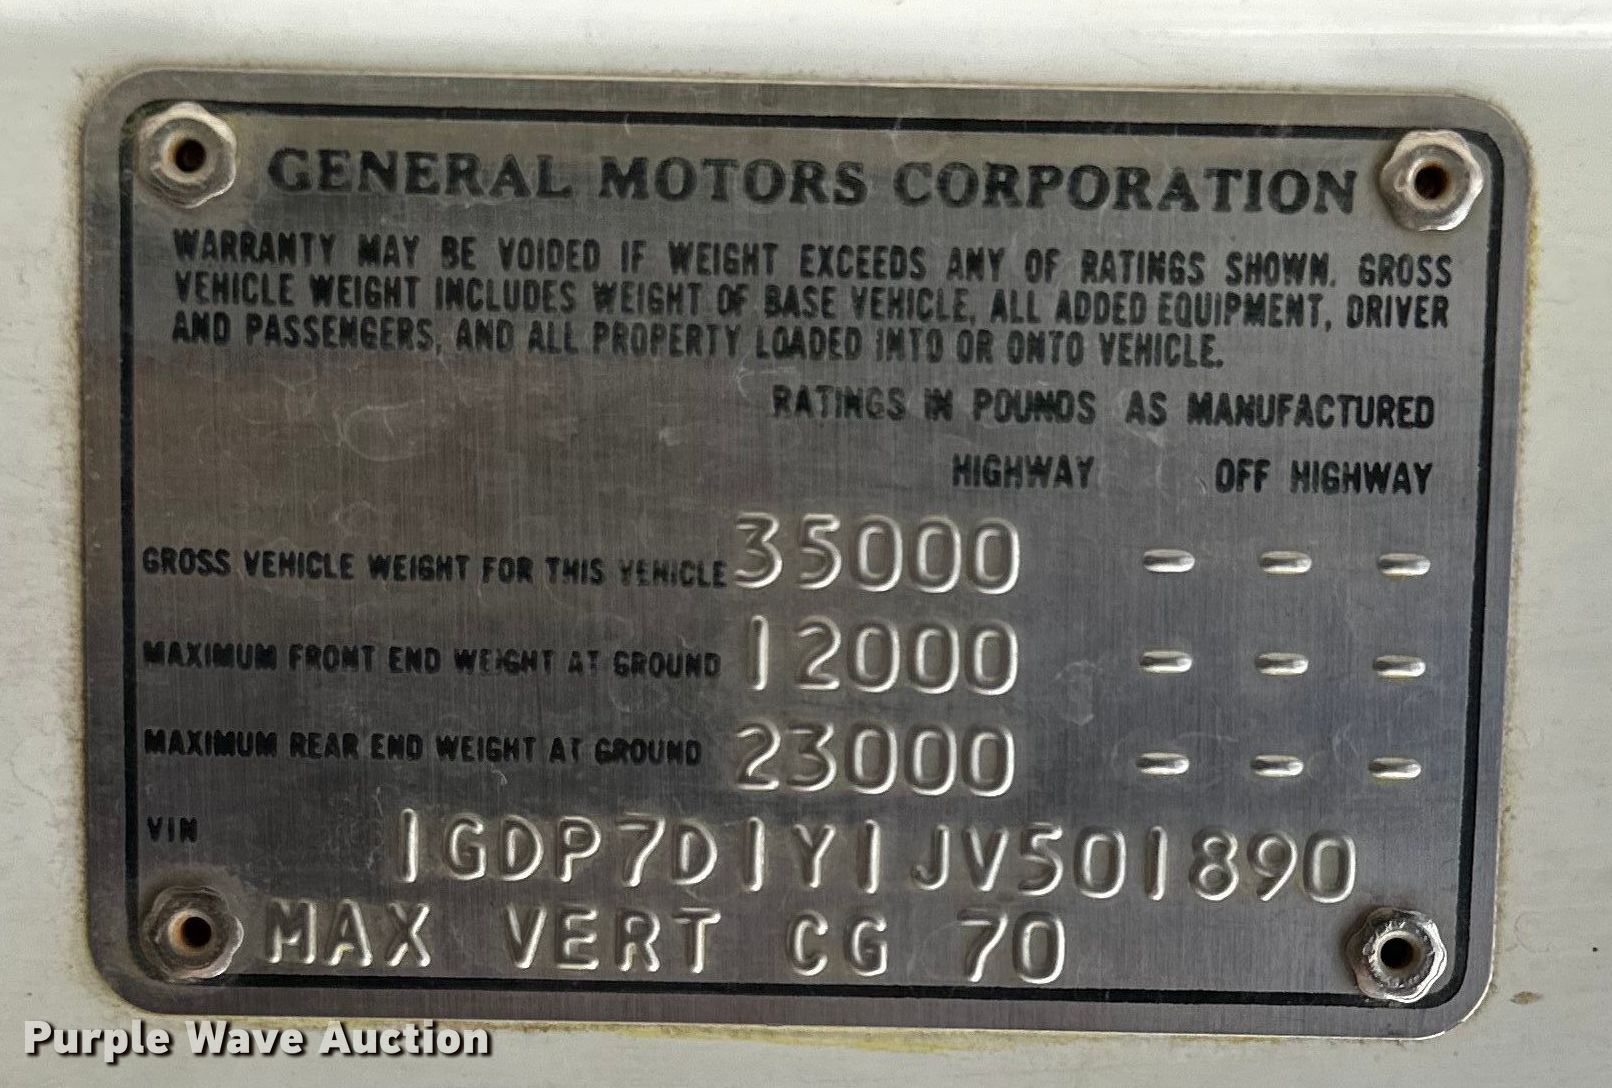 GENERAL MOTORS CORPORATION
WARRANTY MAY BE VOIDED IF WEIGHT EXCEEDS ANY OF RATINGS SHOWN. GROSS
VEHICLE WEIGHT INCLUDES WEIGHT OF BASE VEHICLE, ALL ADDED EQUIPMENT, DRIVER
AND PASSENGERS, AND ALL PROPERTY LOADED INTO OR ONTO VEHICLE.
RATINGS IN POUNDS AS MANUFACTURED
HIGHWAY OFF HIGHWAY
GROSS VEHICLE WEIGHT FOR THIS VEHICLE 35000 - - -
MAXIMUM FRONT END WEIGHT AT GROUND 12000 - - -
MAXIMUM REAR END WEIGHT AT GROUND 23000 - - -
VIN 1GDP7D1Y1JV501890
MAX VERT CG 70
Purple Wave Auction